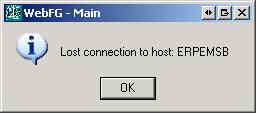 WebFG - Main
Lost connection to host: ERPEMSB
OK